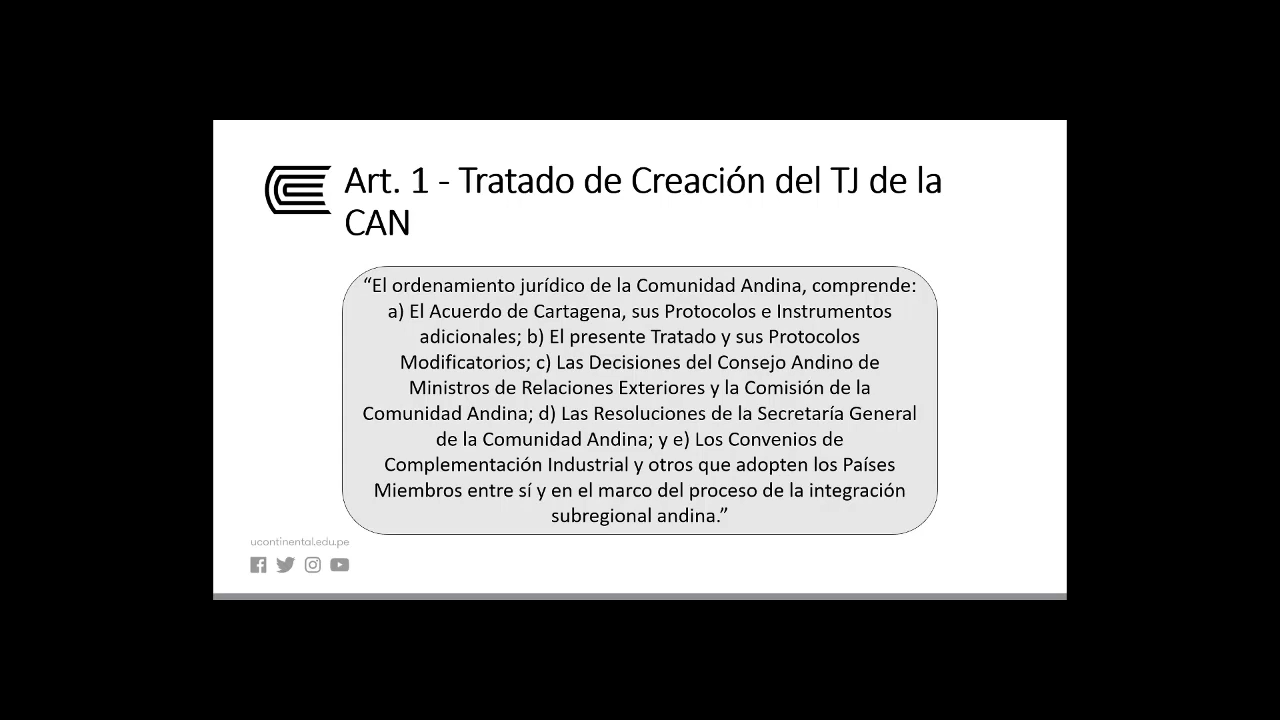 Art. 1 - Tratado de Creación del TJ de la
CAN
“El ordenamiento jurídico de la Comunidad Andina, comprende:
a) El Acuerdo de Cartagena, sus Protocolos e Instrumentos
adicionales; b) El presente Tratado y sus Protocolos
Modificatorios; c) Las Decisiones del Consejo Andino de
Ministros de Relaciones Exteriores y la Comisión de la
Comunidad Andina; d) Las Resoluciones de la Secretaría General
de la Comunidad Andina; y e) Los Convenios de
Complementación Industrial y otros que adopten los Países
Miembros entre sí y en el marco del proceso de la integración
subregional andina.”
ucontinental.edu.pe